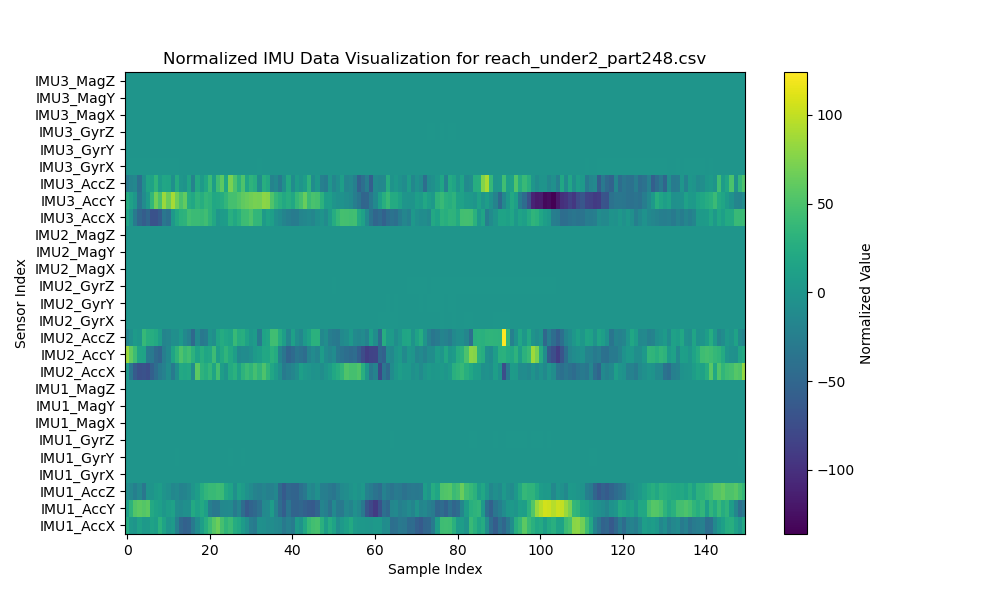 Normalized IMU Data Visualization for reach_under2_part248.csv
IMU3_MagZ
IMU3_MagY
IMU3_MagX
IMU3_GyrZ
IMU3_GyrY
IMU3_GyrX
IMU3_AccZ
IMU3_AccY
IMU3_AccX
IMU2_MagZ
IMU2_MagY
IMU2_MagX
IMU2_GyrZ
IMU2_GyrY
IMU2_GyrX
IMU2_AccZ
IMU2_AccY
IMU2_AccX
IMU1_MagZ
IMU1_MagY
IMU1_MagX
IMU1_GyrZ
IMU1_GyrY
IMU1_GyrX
IMU1_AccZ
IMU1_AccY
IMU1_AccX
Sensor Index
0 20 40 60 80 100 120 140
Sample Index
100
50
0
−50
−100
Normalized Value